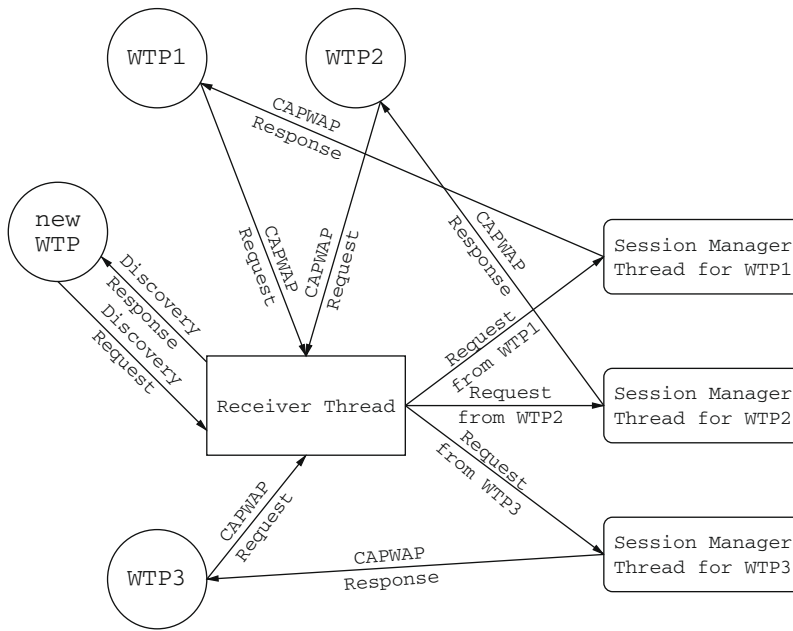 WTP1
WTP2
CAPWAP
Response
new
WTP
CAPWAP
Request
CAPWAP
Request
CAPWAP
Response
Session Manager
Thread for WTP1
Discovery
Response
Discovery
Request
Request
from WTP1
Receiver Thread
Request
from WTP2
Session Manager
Thread for WTP2
Request
from WTP3
CAPWAP
Request
WTP3
CAPWAP
Response
Session Manager
Thread for WTP3